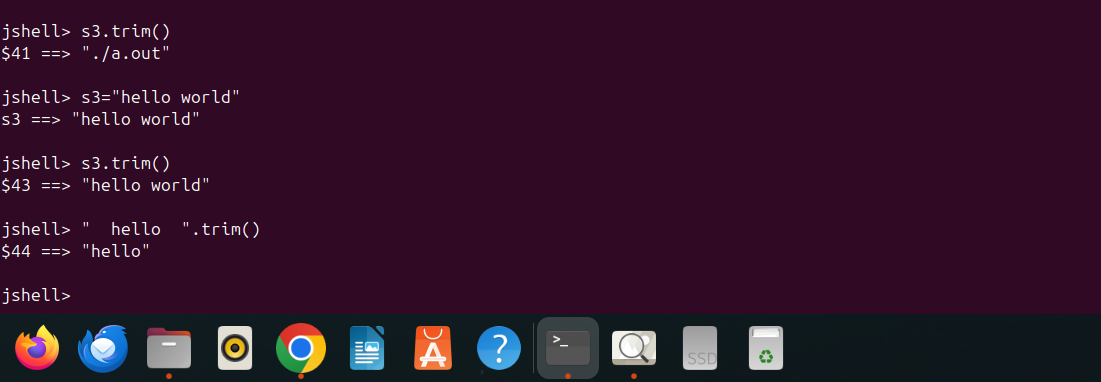 jshell> s3.trim()
$41 ==> "./a.out"
jshell> s3="hello world"
s3 ==> "hello world"
jshell> s3.trim()
$43 ==> "hello world"
jshell> "  hello  ".trim()
$44 ==> "hello"
jshell>
>_
SSD